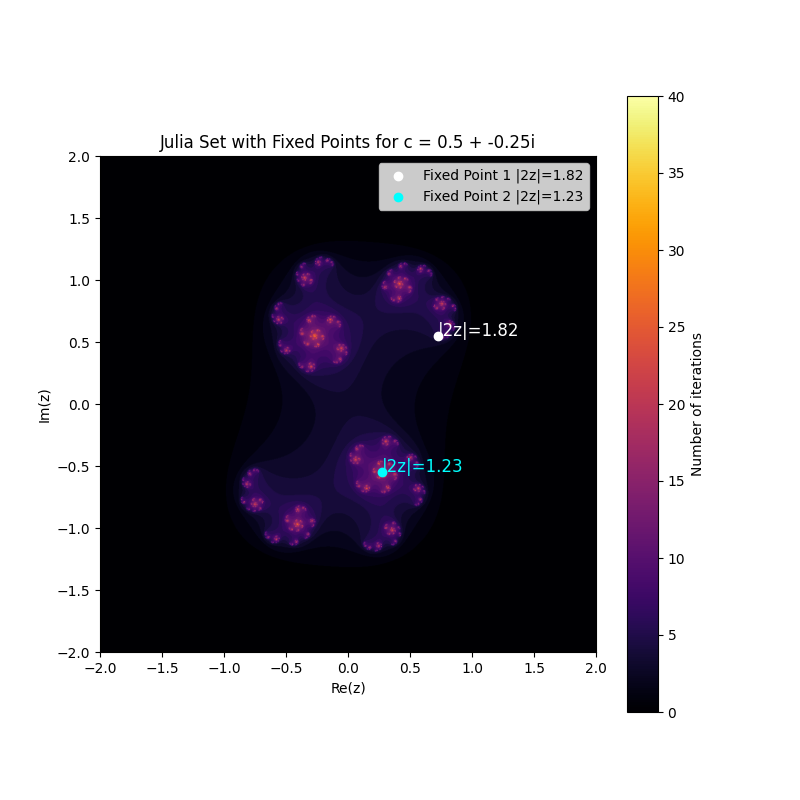 Julia Set with Fixed Points for c = 0.5 + -0.25i
Fixed Point 1 |2z|=1.82
Fixed Point 2 |2z|=1.23
|2z|=1.82
|2z|=1.23
2.0
1.5
1.0
0.5
0.0
−0.5
−1.0
−1.5
−2.0
Im(z)
−2.0 −1.5 −1.0 −0.5 0.0 0.5 1.0 1.5 2.0
Re(z)
40
35
30
25
20
15
10
5
0
Number of iterations